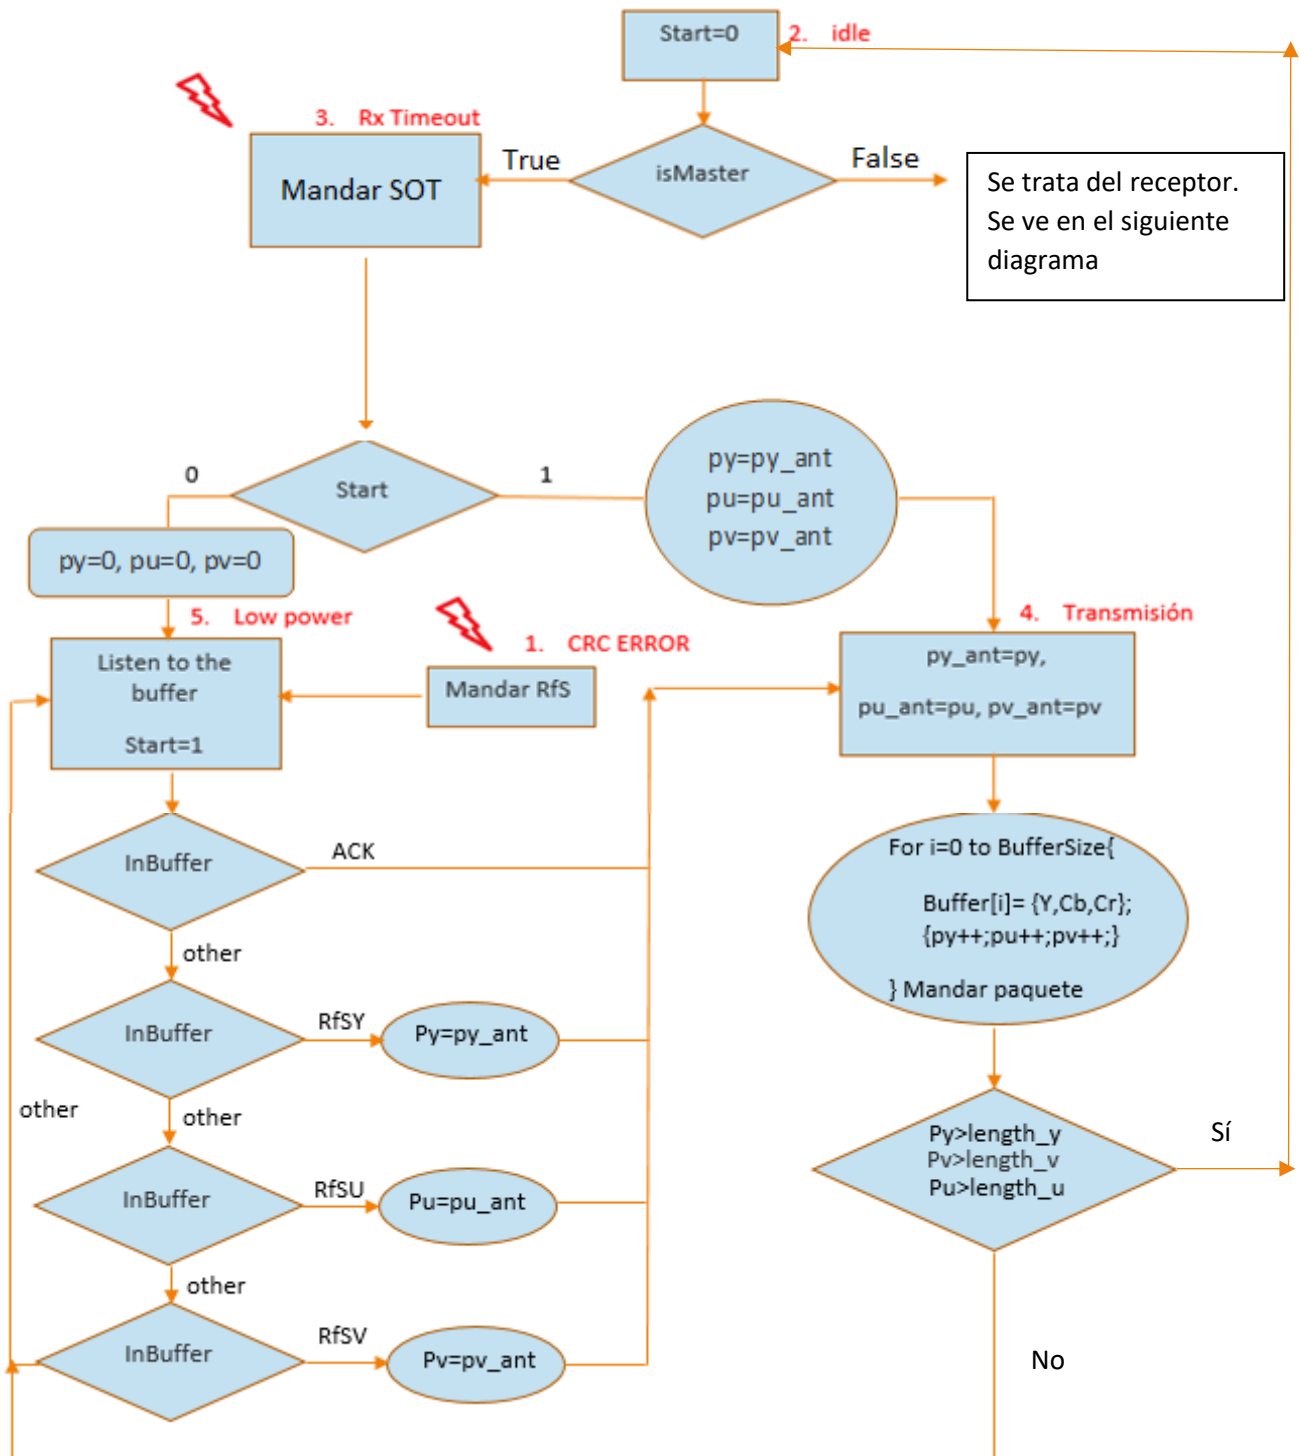 Start=0
2. idle
3. Rx Timeout
Mandar SOT
True
isMaster
False
Se trata del receptor.
Se ve en el siguiente
diagrama
0
Start
1
py=py_ant
pu=pu_ant
pv=pv_ant
py=0, pu=0, pv=0
5. Low power
Listen to the
buffer
Start=1
1. CRC ERROR
Mandar RfS
4. Transmisión
py_ant=py,
pu_ant=pu, pv_ant=pv
InBuffer
ACK
other
InBuffer
RfSY
Py=py_ant
other
other
InBuffer
RfSU
Pu=pu_ant
other
InBuffer
RfSV
Pv=pv_ant
For i=0 to BufferSize{
Buffer[i]= {Y,Cb,Cr};
{py++;pu++;pv++;}
} Mandar paquete
Py>length_y
Pv>length_v
Pu>length_u
Sí
No